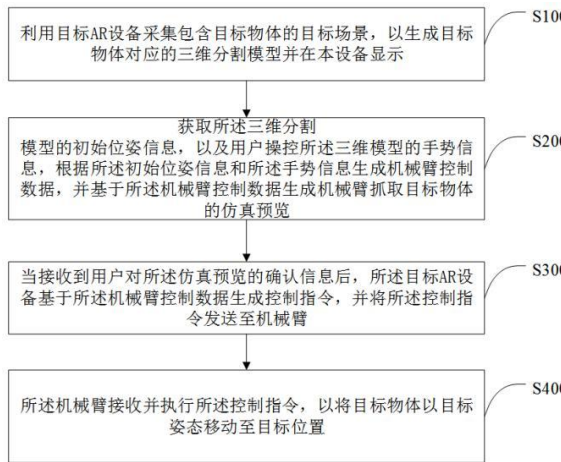 利用目标AR设备采集包含目标物体的目标场景，以生成目标
物体对应的三维分割模型并在本设备显示
S100
获取所述三维分割
模型的初始位姿信息，以及用户操控所述三维模型的手势信
息，根据所述初始位姿信息和所述手势信息生成机械臂控制
数据，并基于所述机械臂控制数据生成机械臂抓取目标物体
的仿真预览
S200
当接收到用户对所述仿真预览的确认信息后，所述目标AR设
备基于所述机械臂控制数据生成控制指令，并将所述控制指
令发送至机械臂
S300
所述机械臂接收并执行所述控制指令，以将目标物体以目标
姿态移动至目标位置
S400